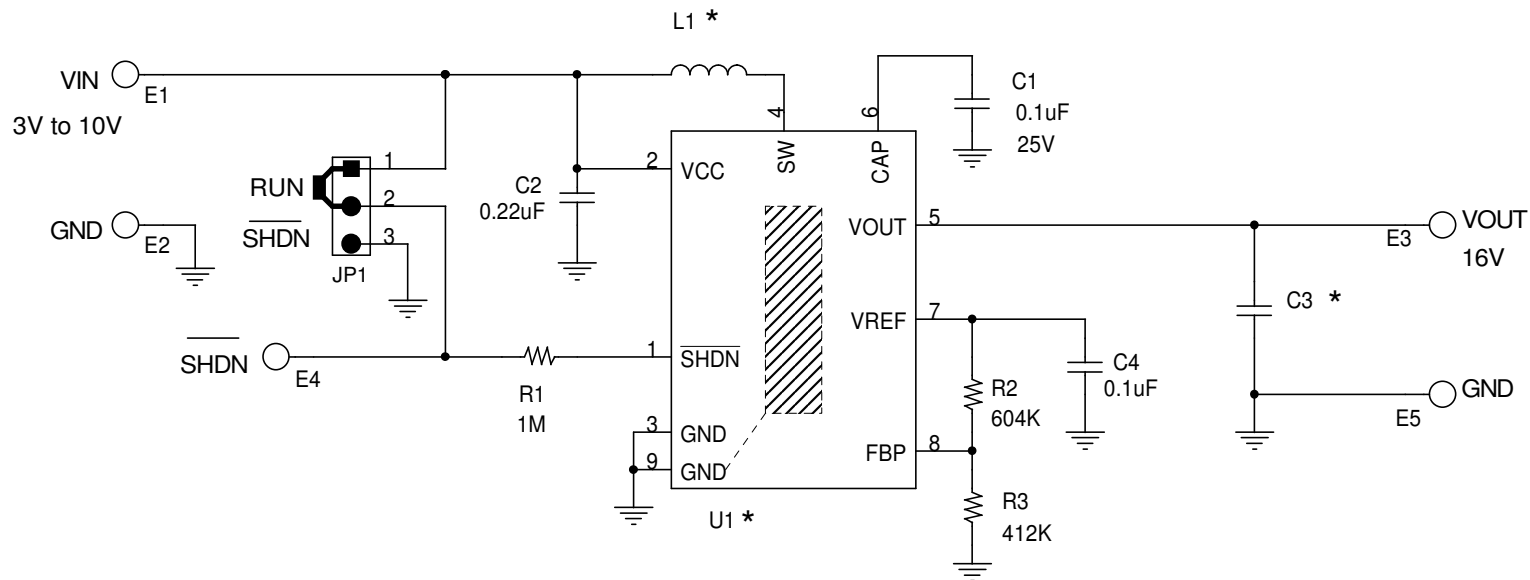 L1 *
VIN
E1
3V to 10V
4
6
C1
0.1uF
25V
SW
CAP
1
2
VCC
RUN
2
C2
0.22uF
GND
E2
SHDN
3
JP1
VOUT
5
E3
VOUT
16V
VREF
7
C3 *
SHDN
E4
1
SHDN
R1
1M
C4
0.1uF
R2
604K
GND
E5
3
GND
9
GND
FBP
8
U1 *
R3
412K